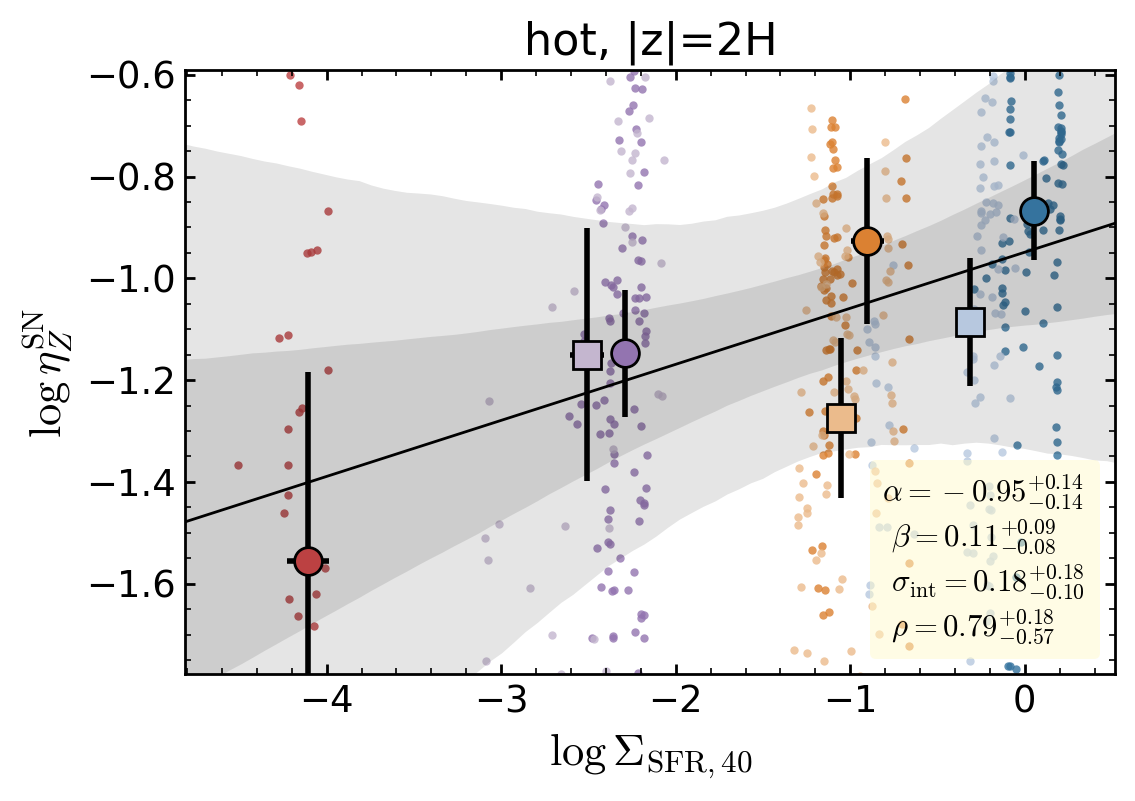 hot, |z|=2H
−0.6
−0.8
−1.0
−1.2
−1.4
−1.6
log η_Z^SN
α = −0.95^{+0.14}_{−0.14}
β = 0.11^{+0.09}_{−0.08}
σ_int = 0.18^{+0.18}_{−0.10}
ρ = 0.79^{+0.18}_{−0.57}
−4 −3 −2 −1 0
log Σ_{SFR, 40}